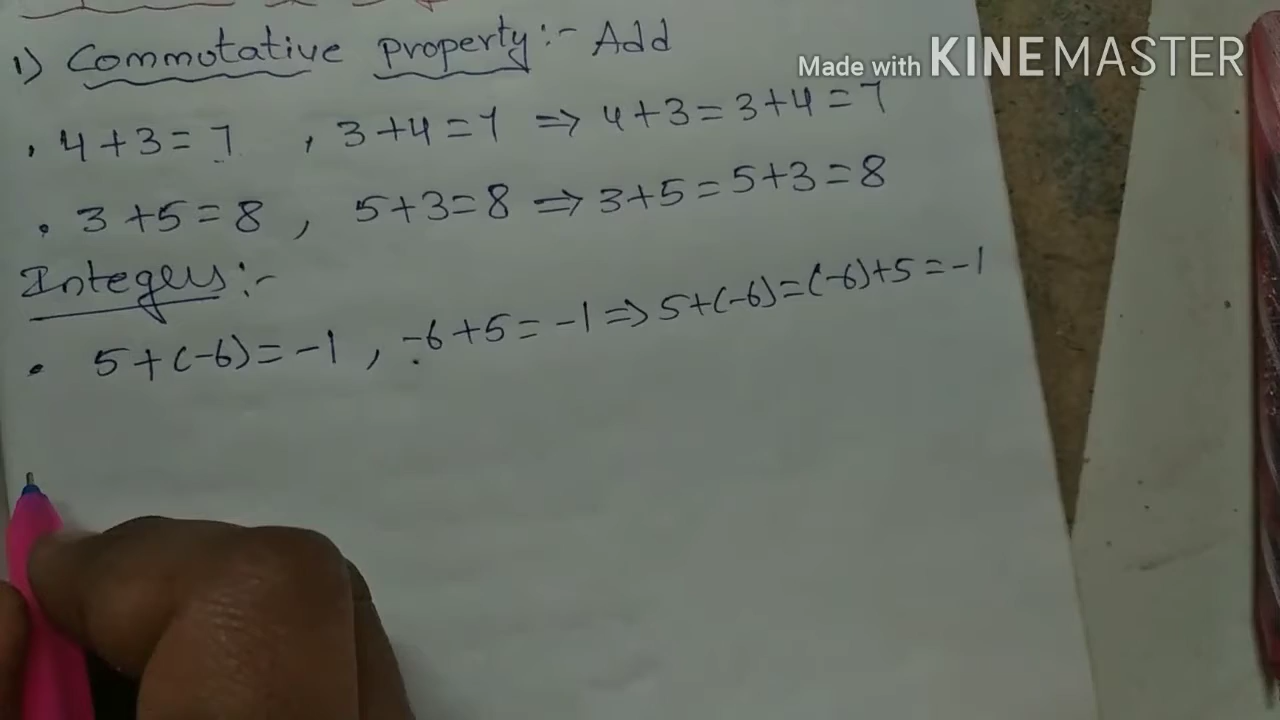 1) Commutative Property :- Add
Made with KINEMASTER
. 4+3=7 , 3+4=7 ⇒ 4+3=3+4=7
. 3+5=8 , 5+3=8 ⇒ 3+5=5+3=8
Integers :-
. 5+(-6)=-1 , -6+5=-1 ⇒ 5+(-6)=(-6)+5=-1